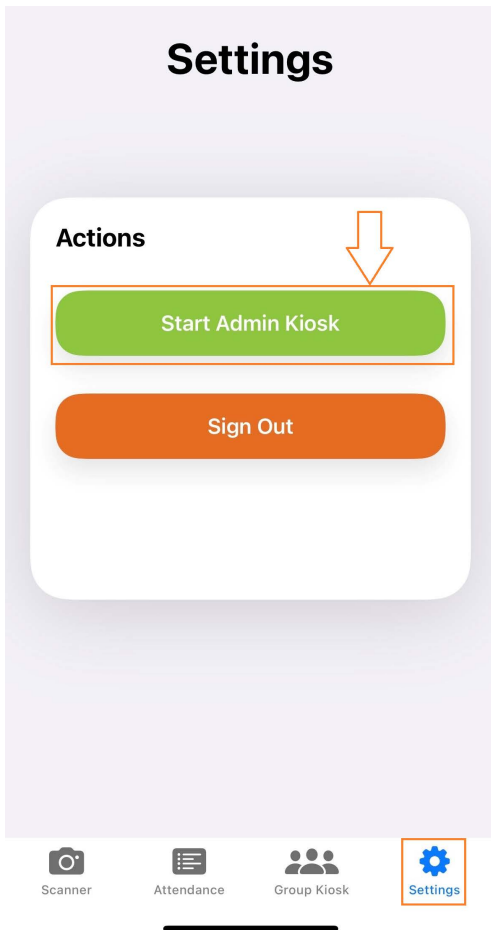 Settings
Actions
Start Admin Kiosk
Sign Out
Scanner
Attendance
Group Kiosk
Settings